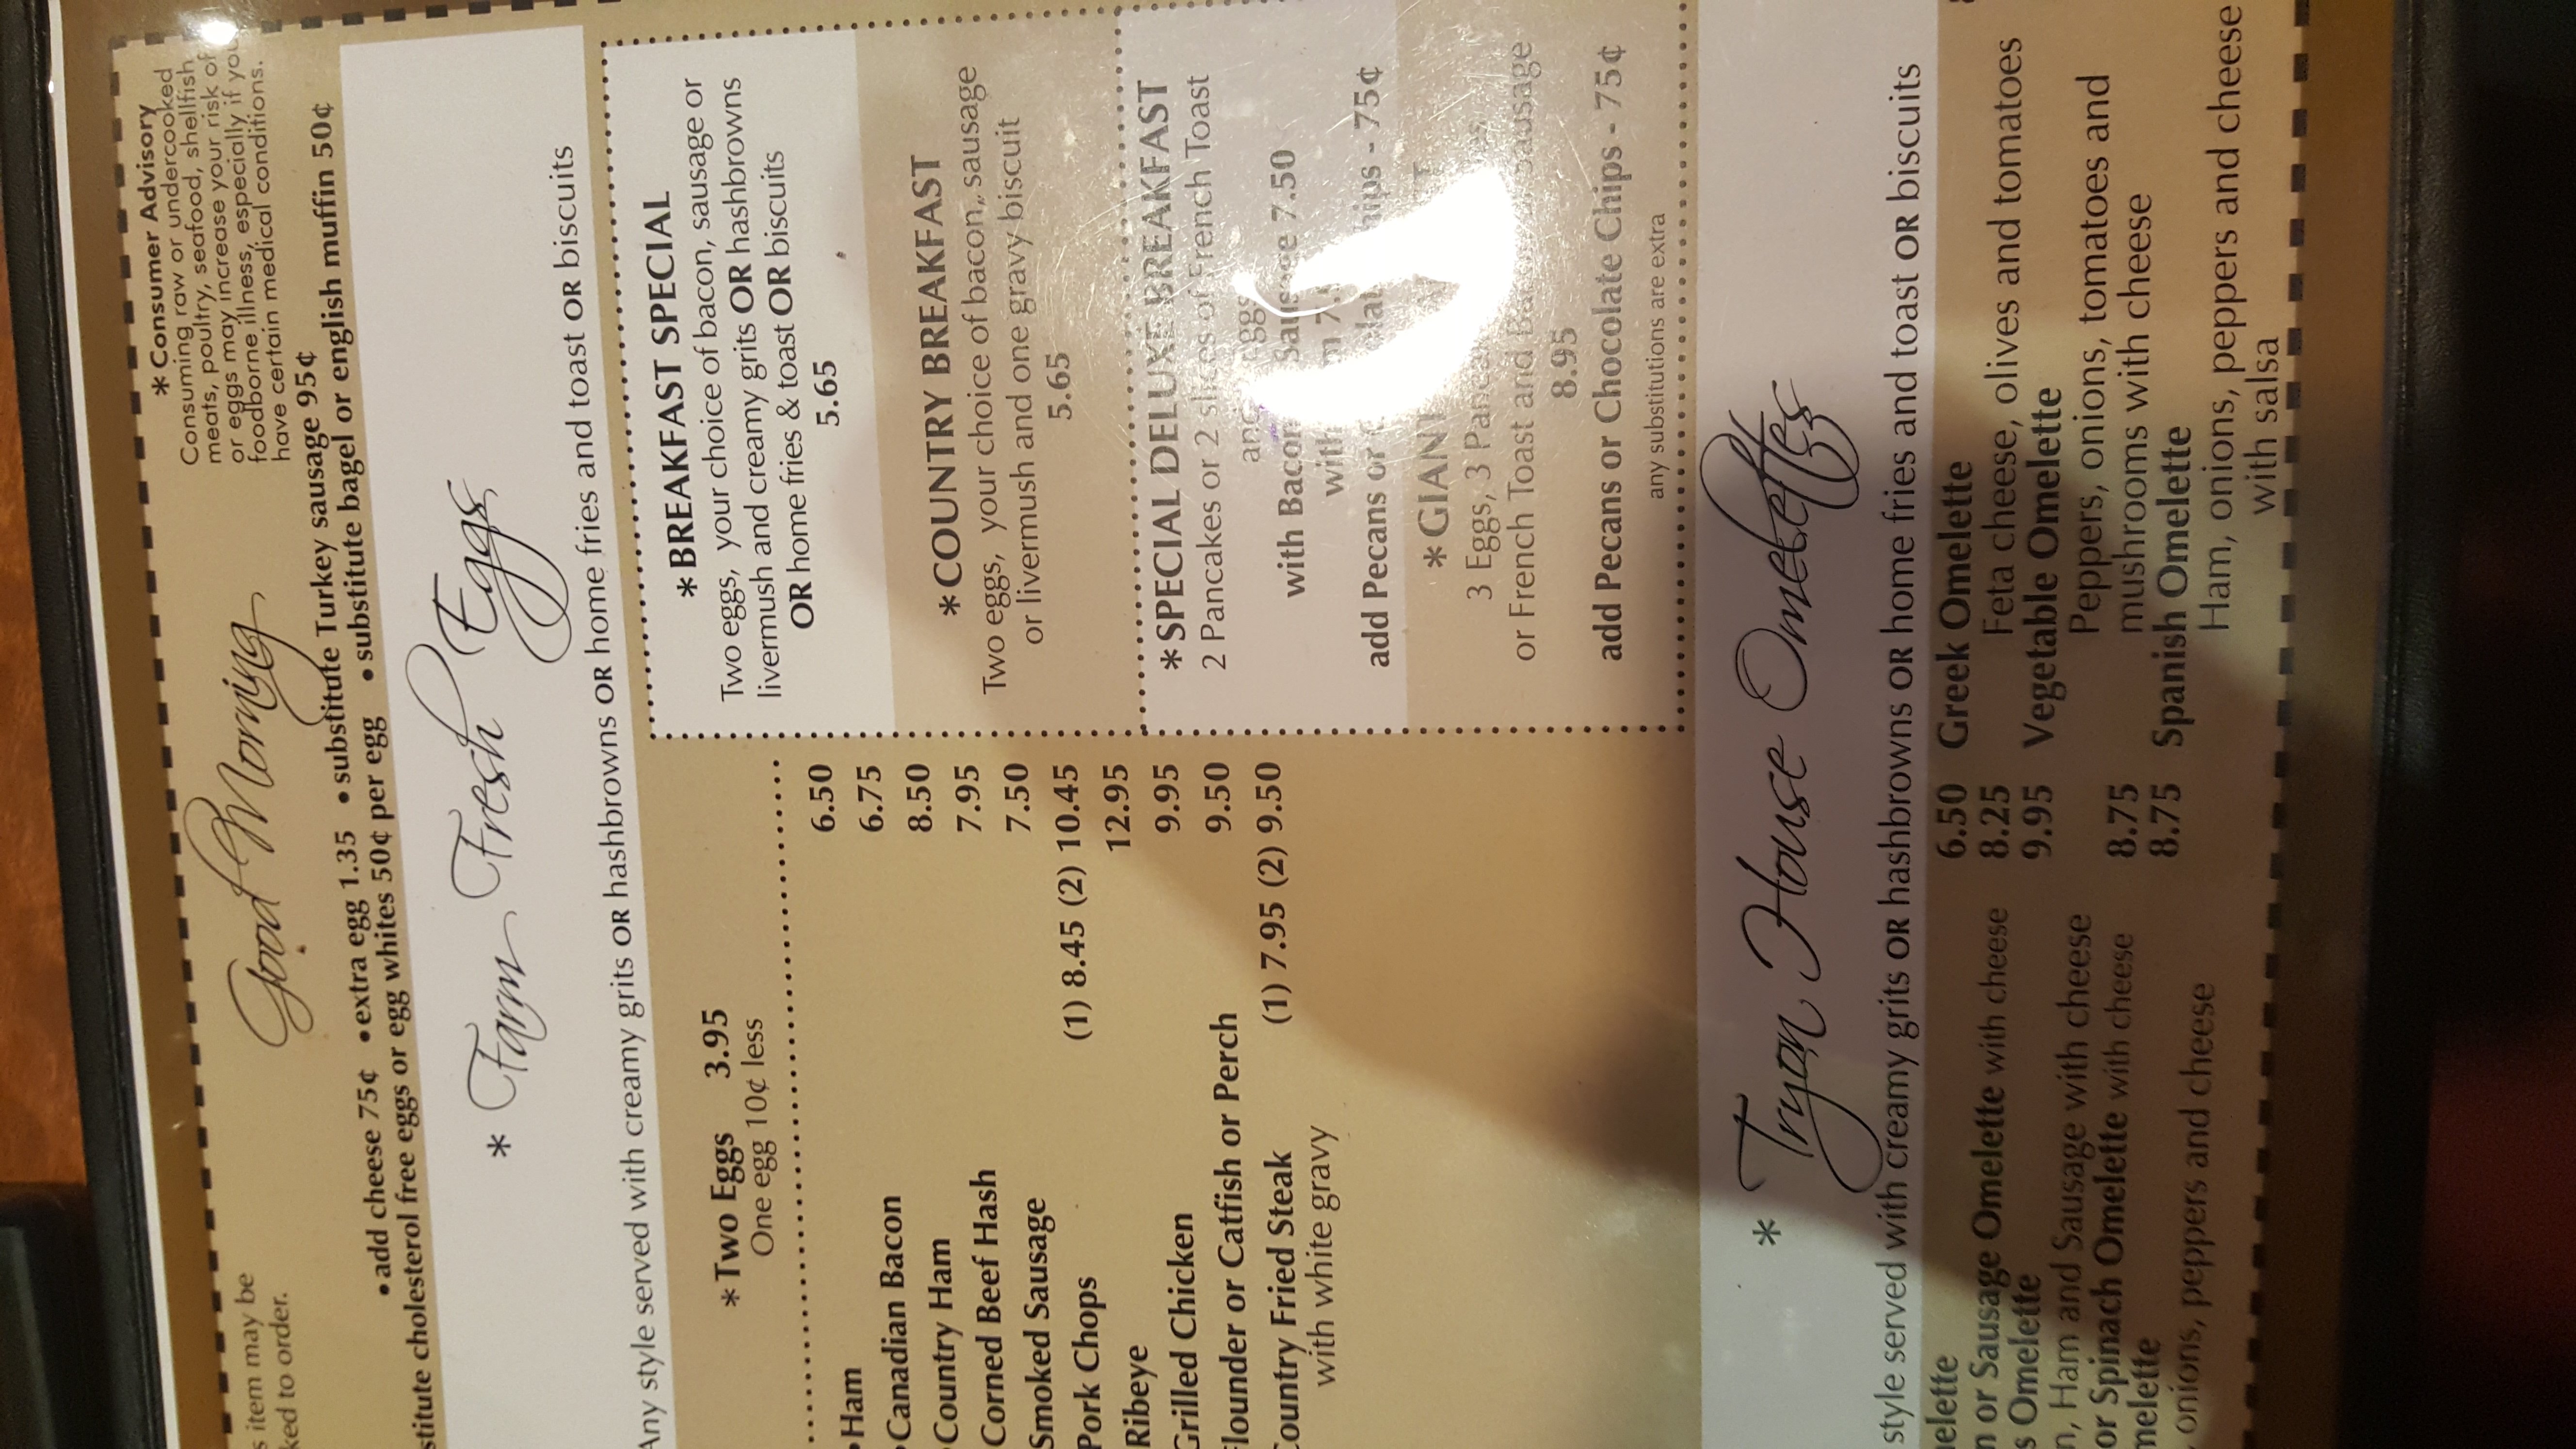 s item may be
ked to order.
Good Morning
* Consumer Advisory
Consuming raw or undercooked
meats, poultry, seafood, shellfish
or eggs may increase your risk of
foodborne illness, especially if you
have certain medical conditions.
• add cheese 75¢ • extra egg 1.35 • substitute Turkey sausage 95¢
stitute cholesterol free eggs or egg whites 50¢ per egg • substitute bagel or english muffin 50¢
* Farm Fresh Eggs
Any style served with creamy grits OR hashbrowns OR home fries and toast OR biscuits
* Two Eggs 3.95
One egg 10¢ less
• Ham 6.50
• Canadian Bacon 6.75
Country Ham 8.50
Corned Beef Hash 7.95
Smoked Sausage 7.50
Pork Chops (1) 8.45 (2) 10.45
Ribeye 12.95
Grilled Chicken 9.95
Flounder or Catfish or Perch 9.50
Country Fried Steak (1) 7.95 (2) 9.50
with white gravy
* BREAKFAST SPECIAL
Two eggs, your choice of bacon, sausage or
livermush and creamy grits OR hashbrowns
OR home fries & toast OR biscuits
5.65
* COUNTRY BREAKFAST
Two eggs, your choice of bacon,, sausage
or livermush and one gravy biscuit
5.65
* SPECIAL DELUXE BREAKFAST
2 Pancakes or 2 slices of French Toast
eggs
with Bacon Sausage 7.50
with
add Pecans or hips - 75¢
* GIANT
3 Eggs, 3
or French Toast and Sausage
8.95
add Pecans or Chocolate Chips - 75¢
any substitutions are extra
* Tryon House Omelettes
style served with creamy grits OR hashbrowns OR home fries and toast OR biscuits
elette 6.50
n or Sausage Omelette with cheese 8.25
s Omelette 9.95
n, Ham and Sausage with cheese
or Spinach Omelette with cheese 8.75
melette 8.75
, onions, peppers and cheese
Greek Omelette
Feta cheese, olives and tomatoes
Vegetable Omelette
Peppers, onions, tomatoes and
mushrooms with cheese
Spanish Omelette
Ham, onions, peppers and cheese
with salsa